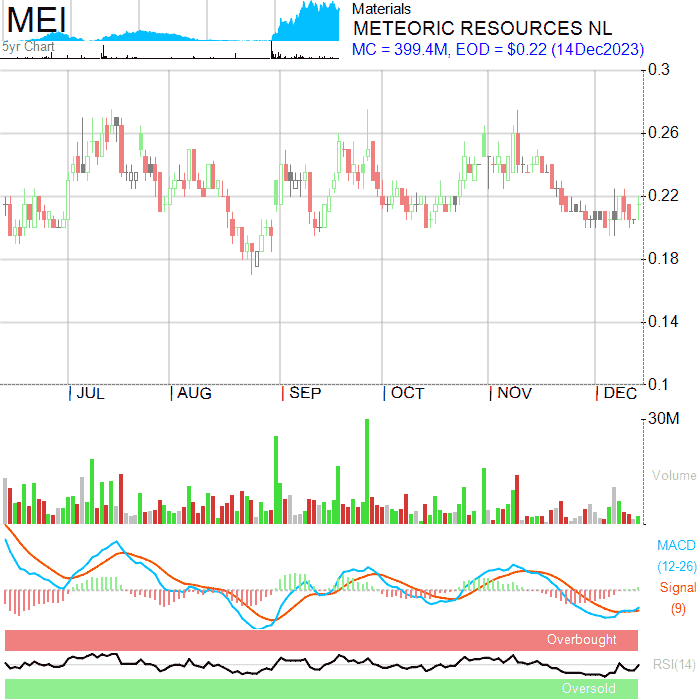 MEI
5yr Chart
Materials
METEORIC RESOURCES NL
MC = 399.4M, EOD = $0.22 (14Dec2023)
0.3
0.26
0.22
0.18
0.14
0.1
JUL AUG SEP OCT NOV DEC
30M
Volume
MACD
(12-26)
Signal
(9)
Overbought
RSI(14)
Oversold